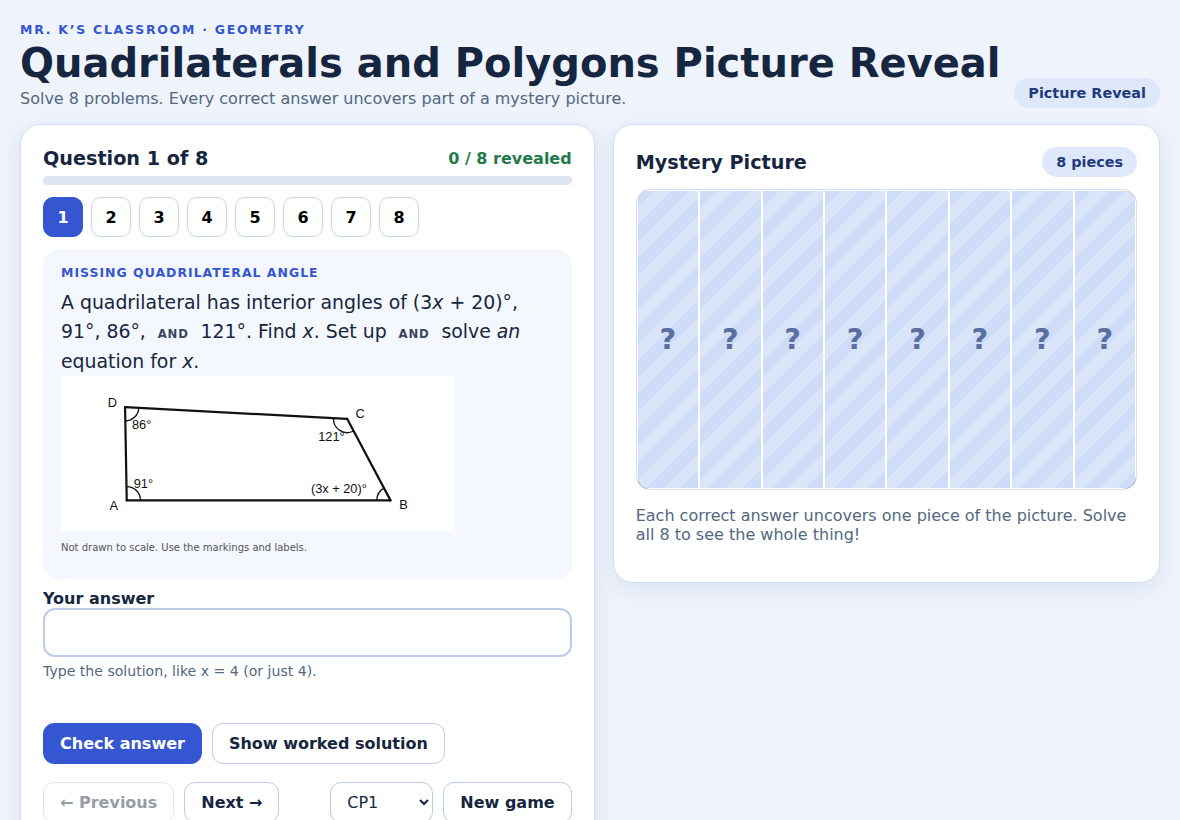 MR. K’S CLASSROOM · GEOMETRY
Quadrilaterals and Polygons Picture Reveal
Solve 8 problems. Every correct answer uncovers part of a mystery picture.
Picture Reveal
Question 1 of 8
0 / 8 revealed
1 2 3 4 5 6 7 8
MISSING QUADRILATERAL ANGLE
A quadrilateral has interior angles of (3x + 20)°,
91°, 86°, AND 121°. Find x. Set up AND solve an
equation for x.
D
C
86°
121°
91°
(3x + 20)°
A
B
Not drawn to scale. Use the markings and labels.
Your answer
Type the solution, like x = 4 (or just 4).
Check answer
Show worked solution
← Previous
Next →
CP1
New game
Mystery Picture
8 pieces
? ? ? ? ? ? ? ?
Each correct answer uncovers one piece of the picture. Solve
all 8 to see the whole thing!